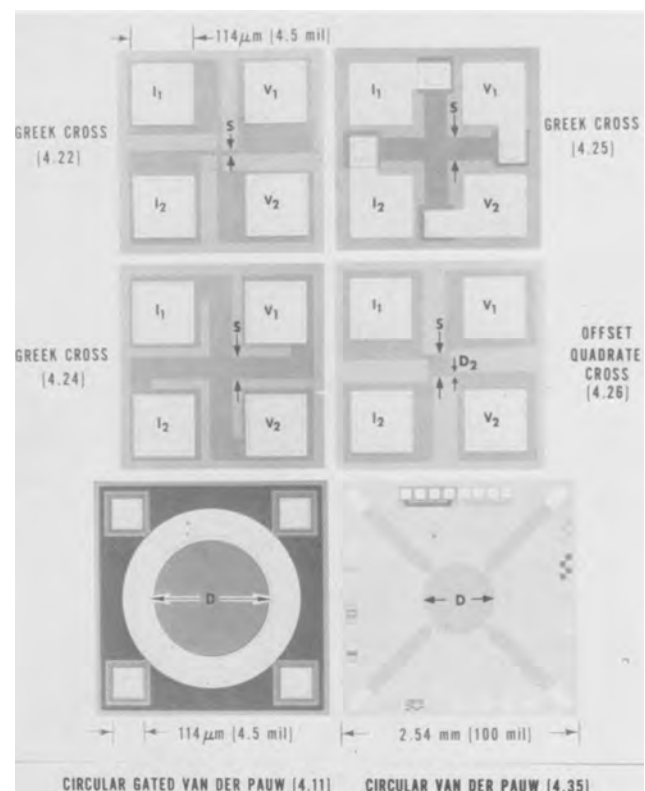 114μm (4.5 mil)
I₁ V₁
S
I₂ V₂
GREEK CROSS
(4.22)
I₁ V₁
S
I₂ V₂
GREEK CROSS
(4.25)
I₁ V₁
S
I₂ V₂
GREEK CROSS
(4.24)
I₁ V₁
S
D₂
I₂ V₂
OFFSET
QUADRATE
CROSS
(4.26)
D
D
114μm (4.5 mil)
2.54 mm (100 mil)
CIRCULAR GATED VAN DER PAUW (4.11)
CIRCULAR VAN DER PAUW (4.35)